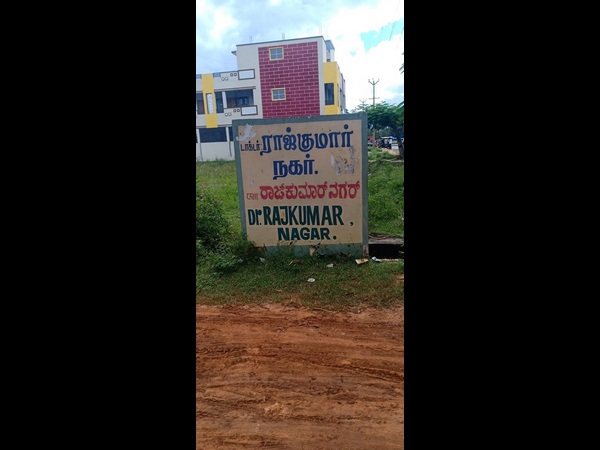 டாக்டர். ராஜ்குமார்
நகர்.
ರಾಜಕುಮಾರ್ ನಗರ್
Dr. RAJKUMAR,
NAGAR.